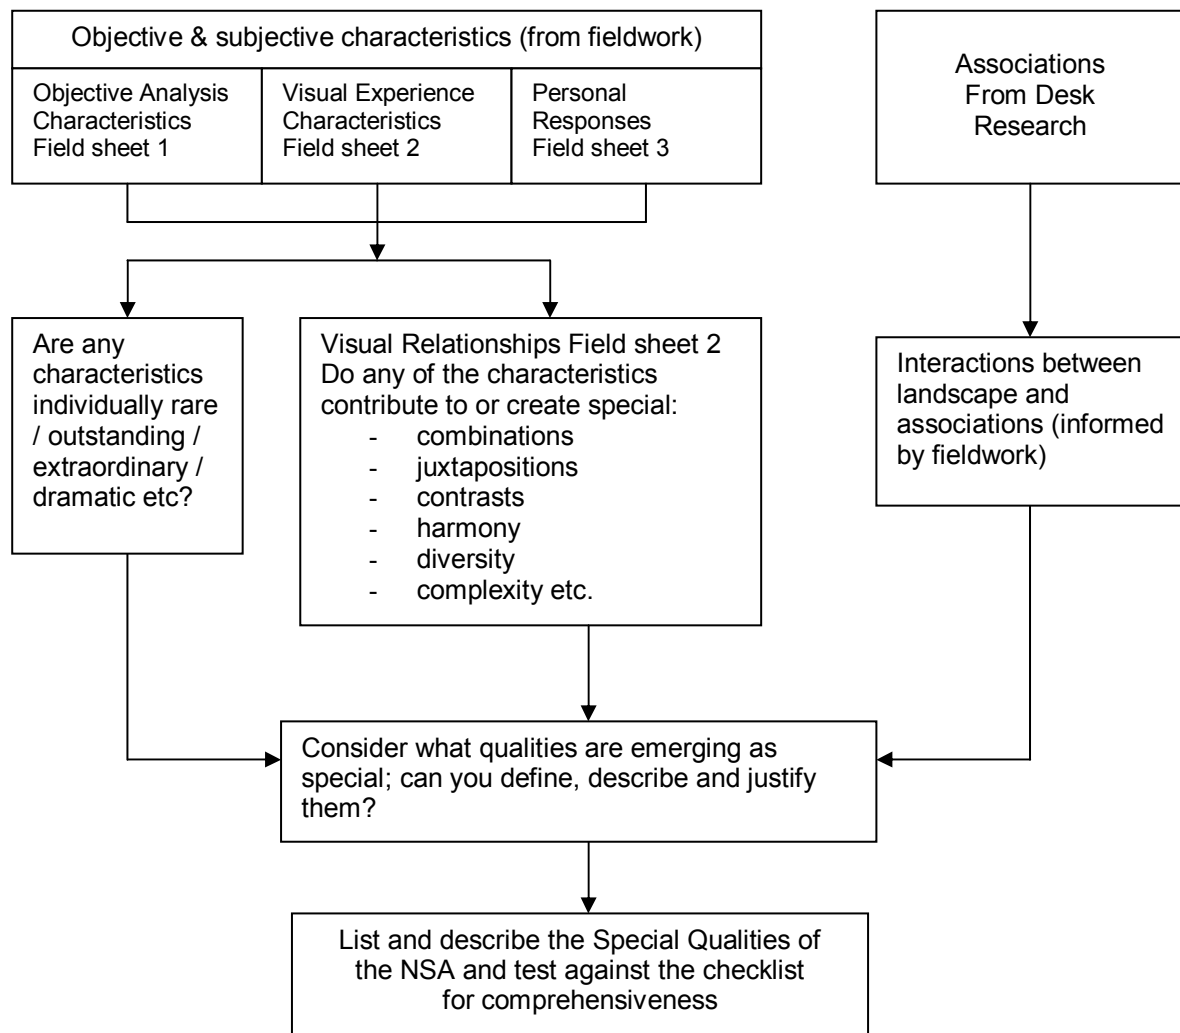 Objective & subjective characteristics (from fieldwork)
Objective Analysis
Characteristics
Field sheet 1
Visual Experience
Characteristics
Field sheet 2
Personal
Responses
Field sheet 3
Associations
From Desk
Research
Are any
characteristics
individually rare
/ outstanding /
extraordinary /
dramatic etc?
Visual Relationships Field sheet 2
Do any of the characteristics
contribute to or create special:
- combinations
- juxtapositions
- contrasts
- harmony
- diversity
- complexity etc.
Interactions between
landscape and
associations (informed
by fieldwork)
Consider what qualities are emerging as
special; can you define, describe and justify
them?
List and describe the Special Qualities of
the NSA and test against the checklist
for comprehensiveness